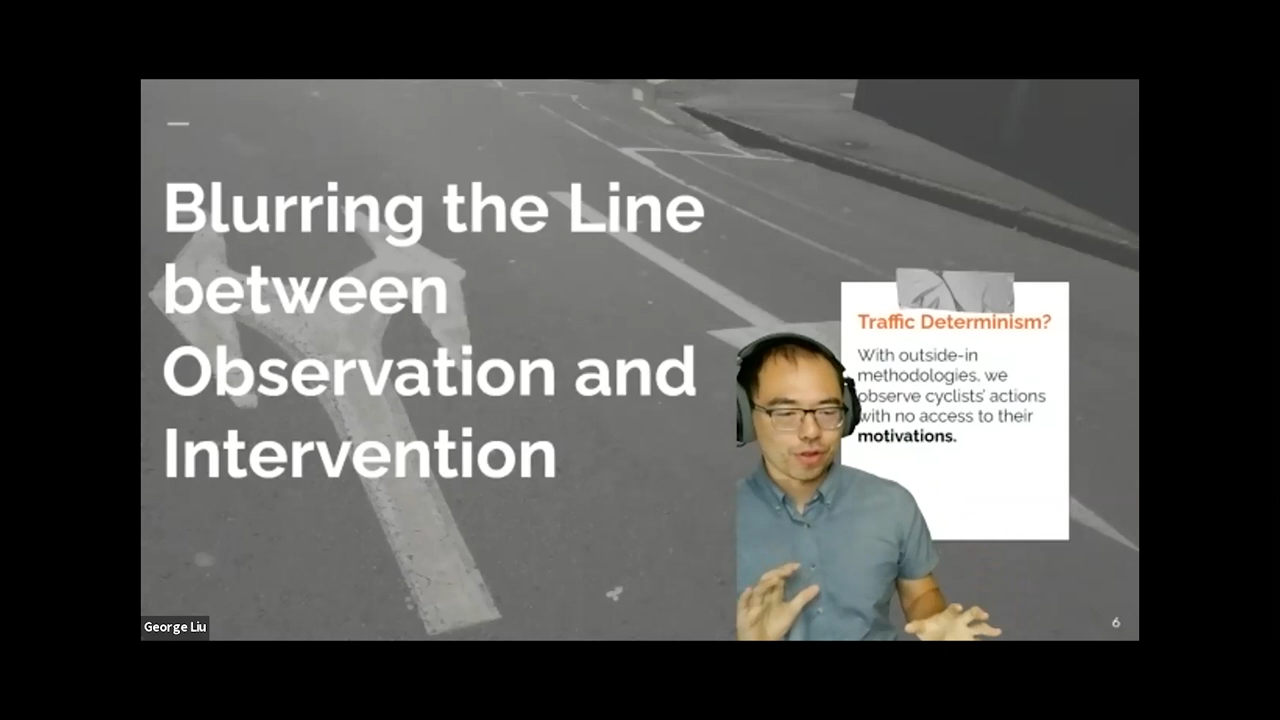 Blurring the Line
between
Observation and
Intervention
Traffic Determinism?
With outside-in
methodologies, we
observe cyclists' actions
with no access to their
motivations.
George Liu
6